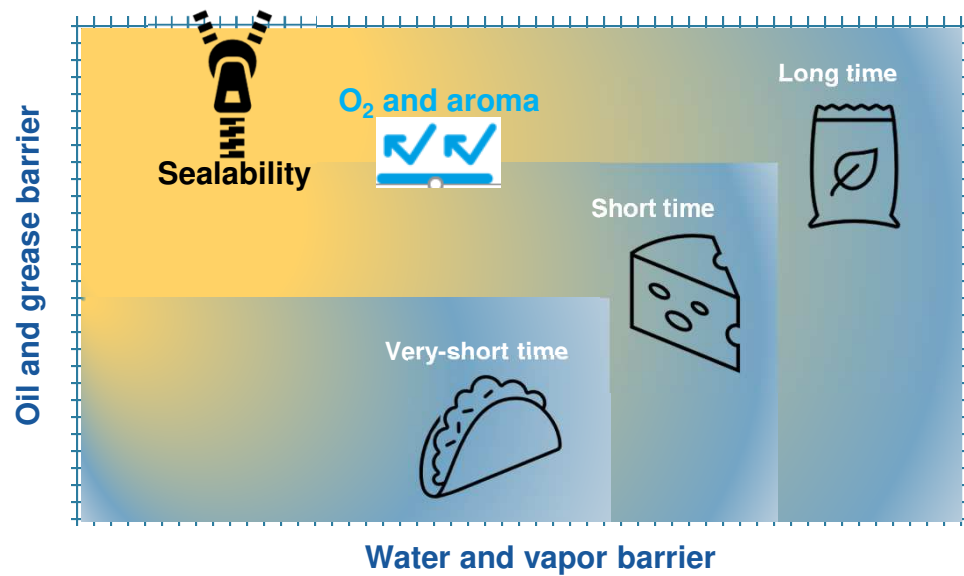 Long time
O₂ and aroma
Sealability
Short time
Very-short time
Oil and grease barrier
Water and vapor barrier